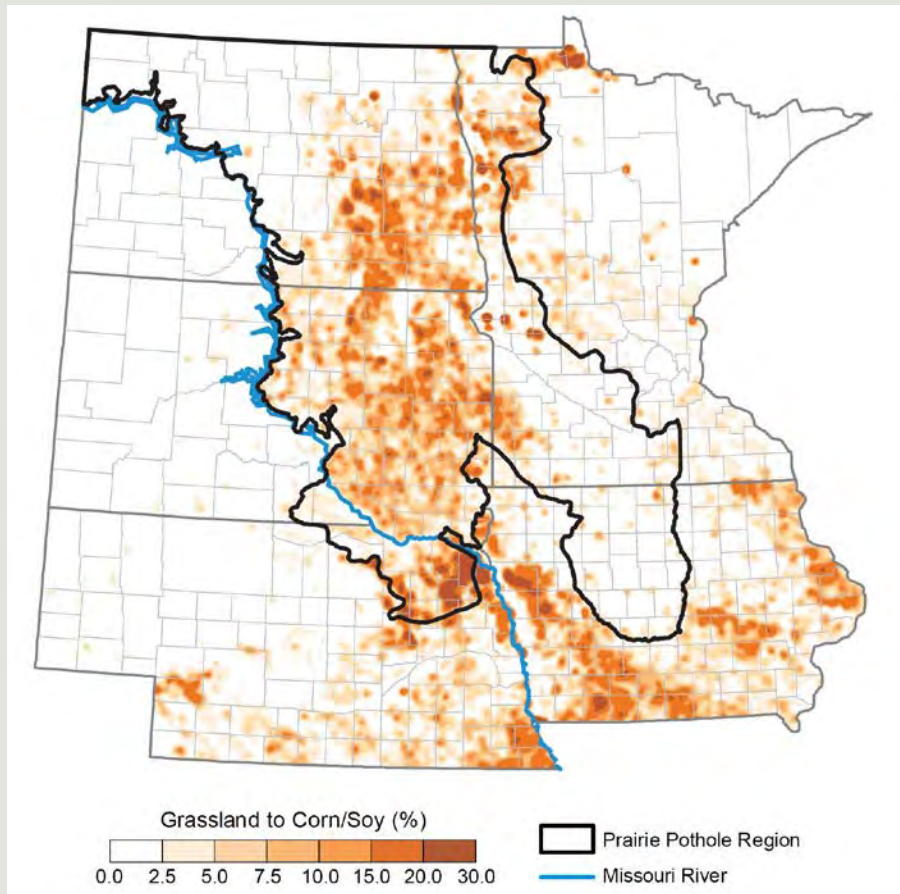 Grassland to Corn/Soy (%)
0.0 2.5 5.0 7.5 10.0 15.0 20.0 30.0
Prairie Pothole Region
Missouri River